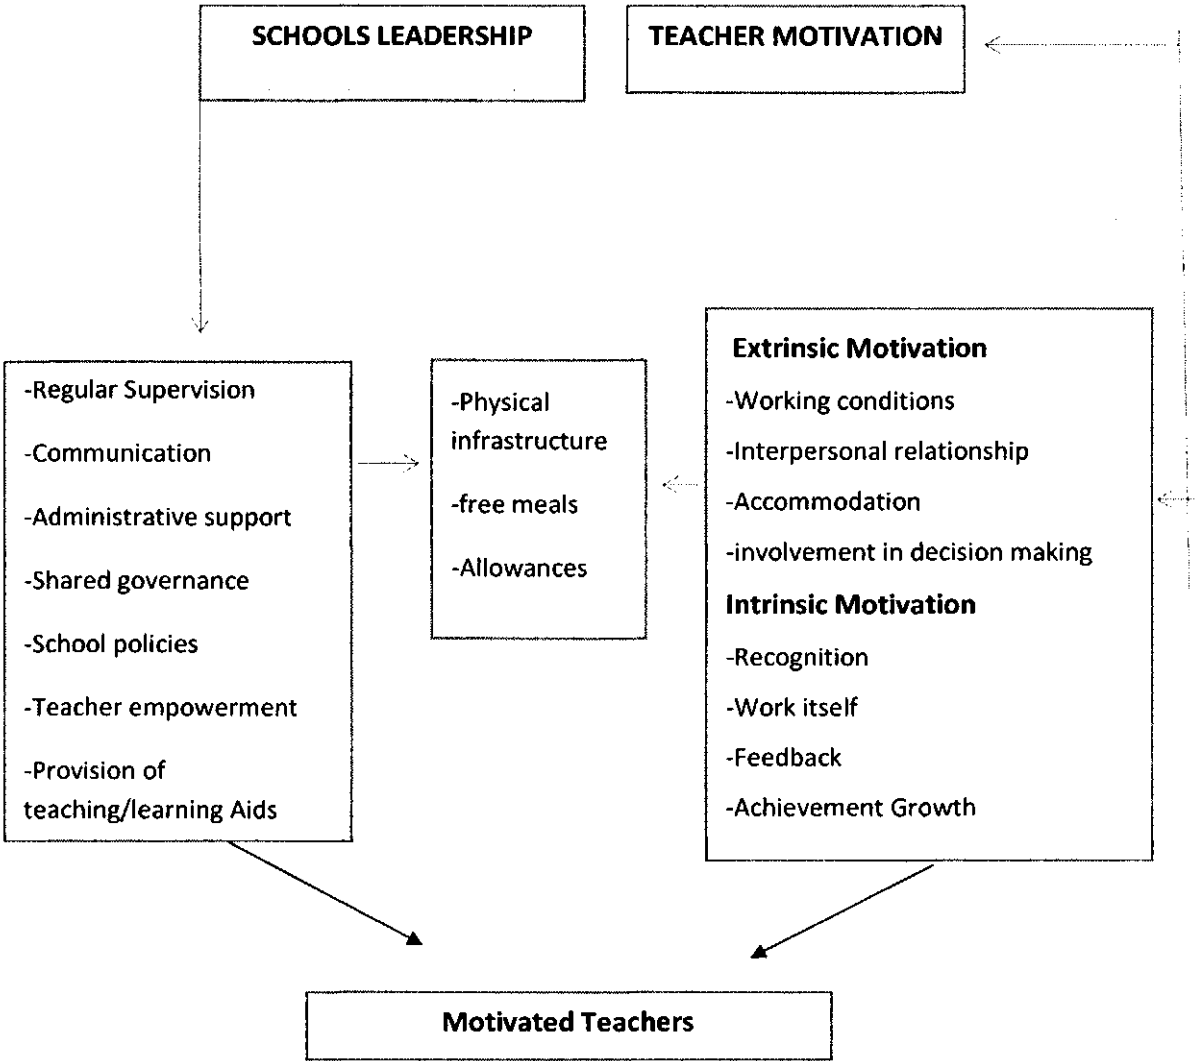 SCHOOLS LEADERSHIP
TEACHER MOTIVATION
-Regular Supervision
-Communication
-Administrative support
-Shared governance
-School policies
-Teacher empowerment
-Provision of
teaching/learning Aids
-Physical
infrastructure
-free meals
-Allowances
Extrinsic Motivation
-Working conditions
-Interpersonal relationship
-Accommodation
-involvement in decision making
Intrinsic Motivation
-Recognition
-Work itself
-Feedback
-Achievement Growth
Motivated Teachers